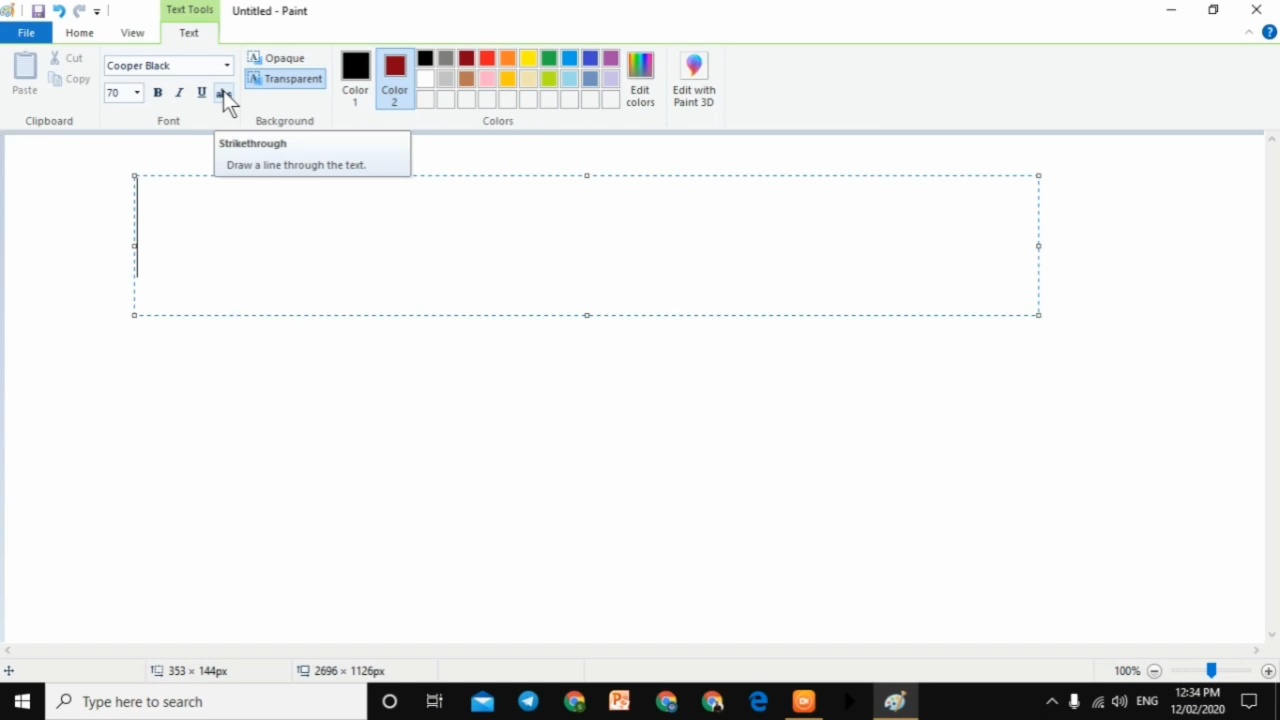 Text Tools
Untitled - Paint
File
Home
View
Text
Paste
Cut
Copy
Clipboard
Cooper Black
70
B
I
U
Font
Opaque
Transparent
Background
Color
1
Color
2
Edit
colors
Colors
Edit with
Paint 3D
Strikethrough
Draw a line through the text.
353 × 144px
2696 × 1126px
100%
Type here to search
ENG
12:34 PM
12/02/2020